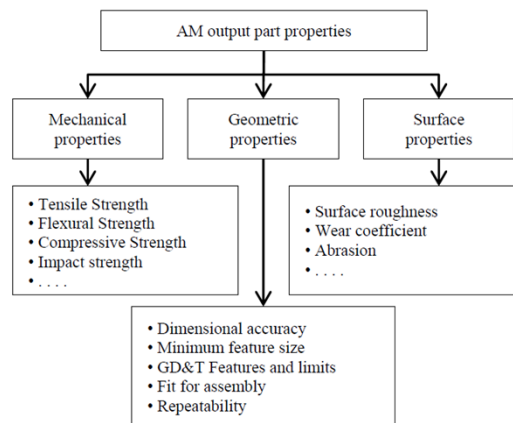 AM output part properties
Mechanical
properties
Geometric
properties
Surface
properties
• Tensile Strength
• Flexural Strength
• Compressive Strength
• Impact strength
• . . . .
• Surface roughness
• Wear coefficient
• Abrasion
• . . . .
• Dimensional accuracy
• Minimum feature size
• GD&T Features and limits
• Fit for assembly
• Repeatability